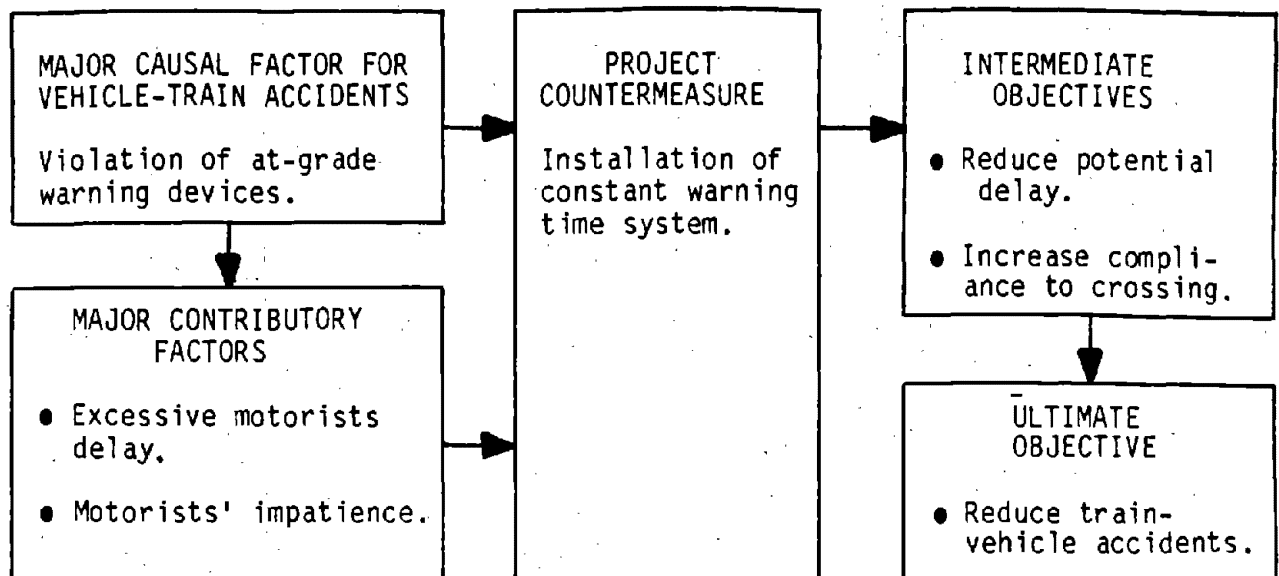 MAJOR CAUSAL FACTOR FOR
VEHICLE-TRAIN ACCIDENTS
Violation of at-grade
warning devices.
MAJOR CONTRIBUTORY
FACTORS
• Excessive motorists
delay.
• Motorists' impatience.
PROJECT
COUNTERMEASURE
Installation of
constant warning
time system.
INTERMEDIATE
OBJECTIVES
• Reduce potential
delay.
• Increase compli-
ance to crossing.
ULTIMATE
OBJECTIVE
• Reduce train-
vehicle accidents.